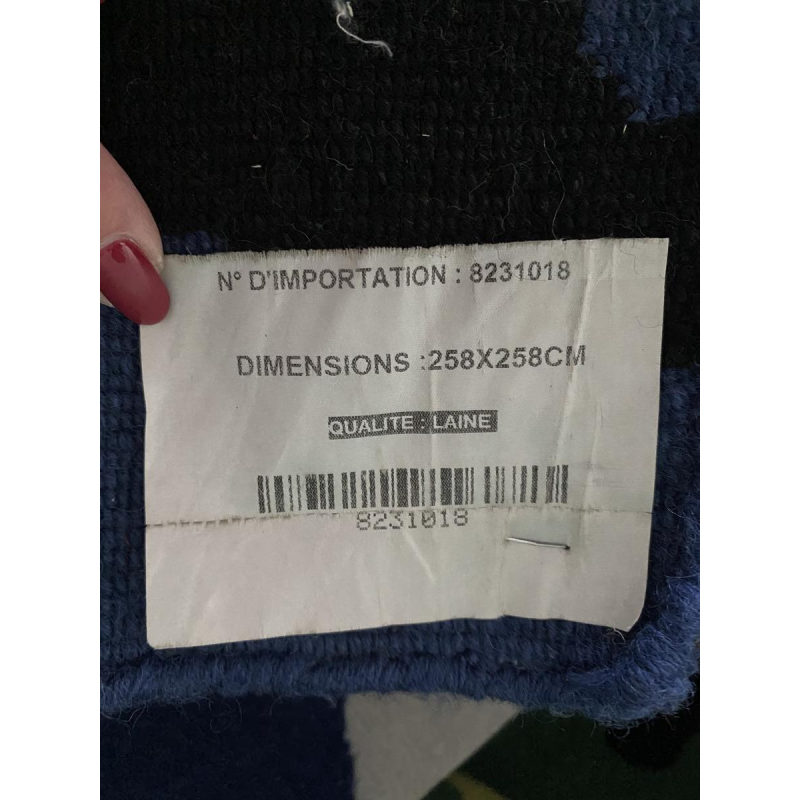 N° D'IMPORTATION : 8231018
DIMENSIONS :258X258CM
QUALITE : LAINE
8231018